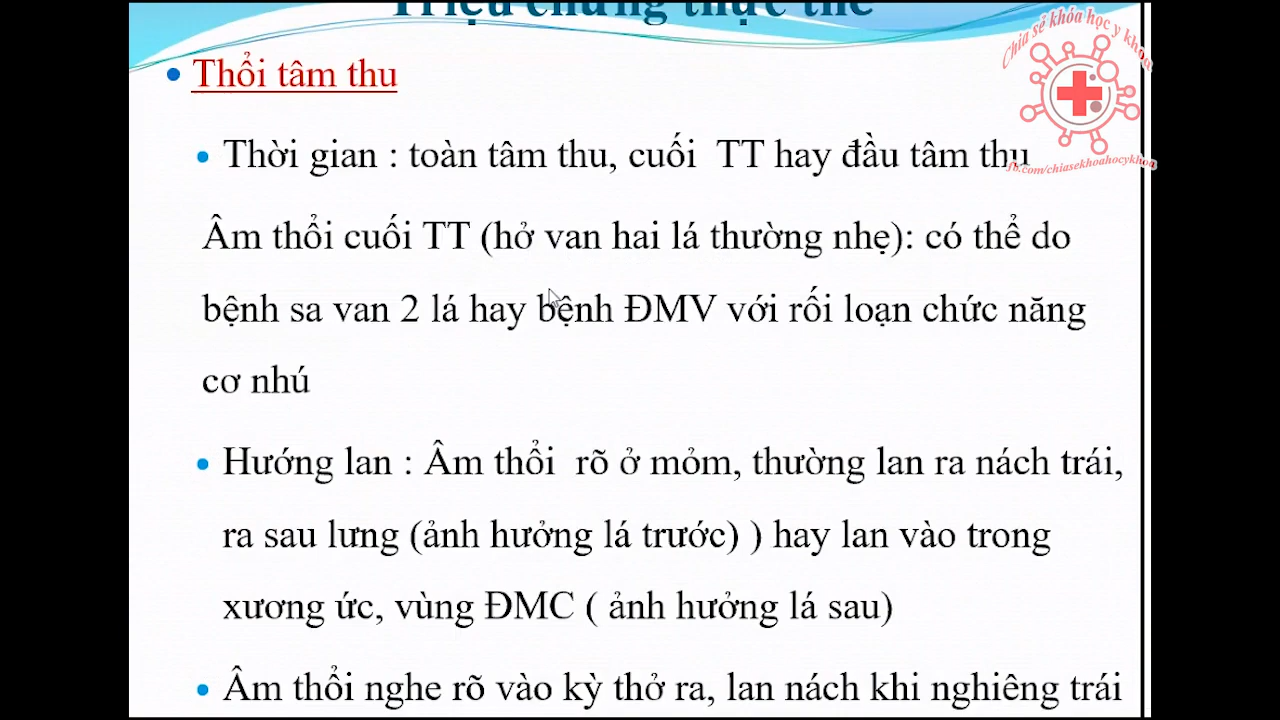 Triệu chứng thực thể
Chia sẻ khóa học y khoa
Thổi tâm thu
Thời gian : toàn tâm thu, cuối TT hay đầu tâm thu
fb.com/chiasekhoahocykhoa
Âm thổi cuối TT (hở van hai lá thường nhẹ): có thể do
bệnh sa van 2 lá hay bệnh ĐMV với rối loạn chức năng
cơ nhú
Hướng lan : Âm thổi rõ ở mỏm, thường lan ra nách trái,
ra sau lưng (ảnh hưởng lá trước) ) hay lan vào trong
xương ức, vùng ĐMC ( ảnh hưởng lá sau)
Âm thổi nghe rõ vào kỳ thở ra, lan nách khi nghiêng trái